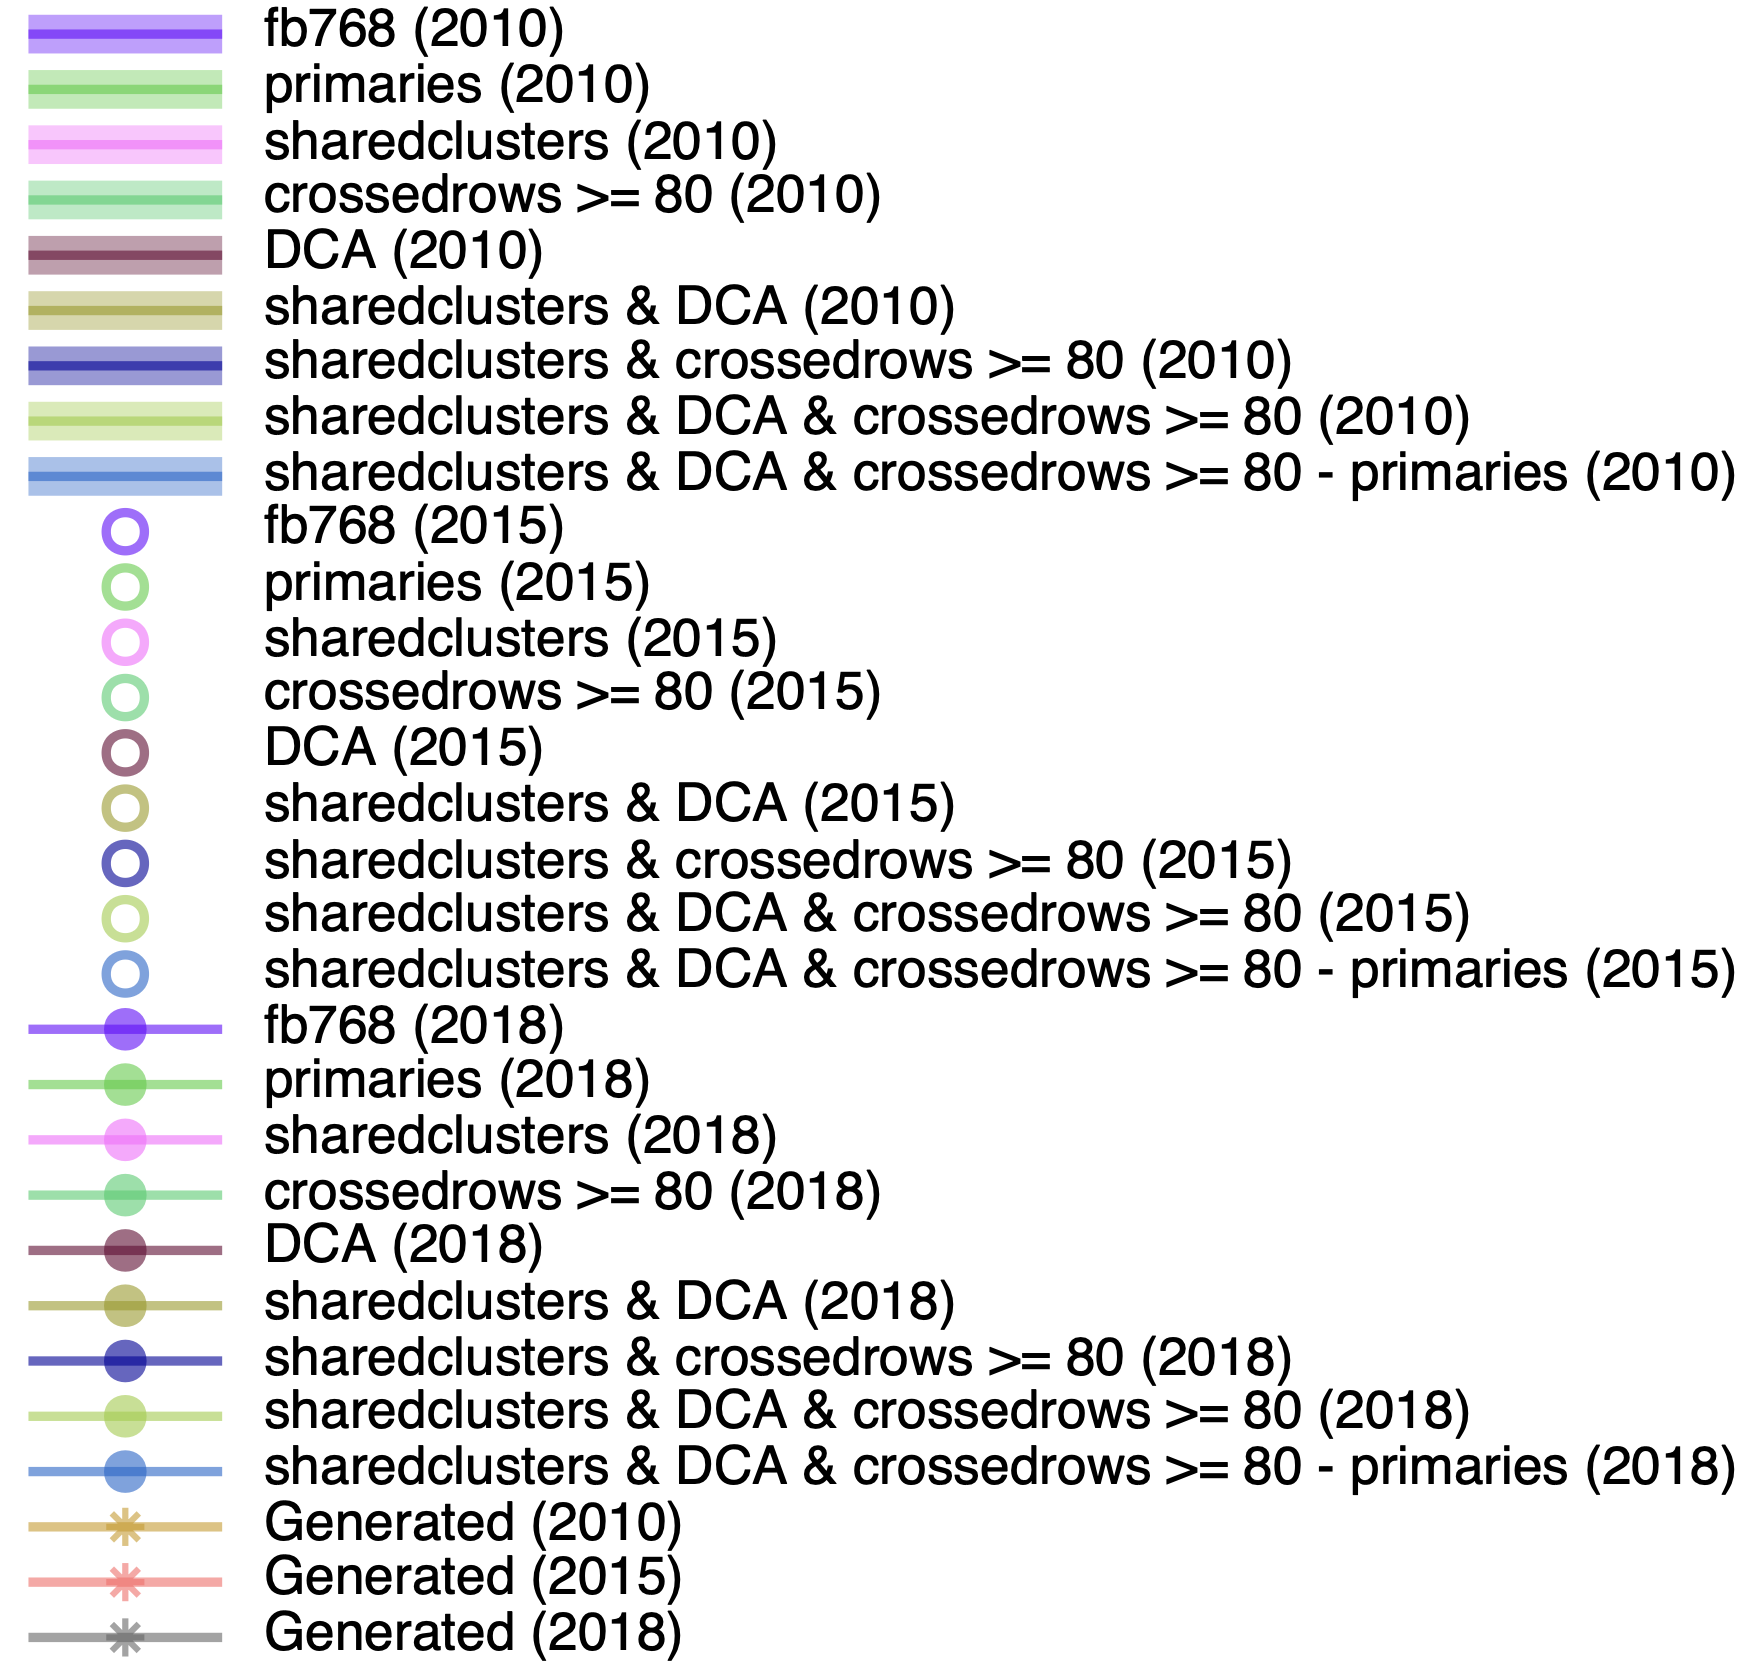 fb768 (2010)
primaries (2010)
sharedclusters (2010)
crossedrows >= 80 (2010)
DCA (2010)
sharedclusters & DCA (2010)
sharedclusters & crossedrows >= 80 (2010)
sharedclusters & DCA & crossedrows >= 80 (2010)
sharedclusters & DCA & crossedrows >= 80 - primaries (2010)
fb768 (2015)
primaries (2015)
sharedclusters (2015)
crossedrows >= 80 (2015)
DCA (2015)
sharedclusters & DCA (2015)
sharedclusters & crossedrows >= 80 (2015)
sharedclusters & DCA & crossedrows >= 80 (2015)
sharedclusters & DCA & crossedrows >= 80 - primaries (2015)
fb768 (2018)
primaries (2018)
sharedclusters (2018)
crossedrows >= 80 (2018)
DCA (2018)
sharedclusters & DCA (2018)
sharedclusters & crossedrows >= 80 (2018)
sharedclusters & DCA & crossedrows >= 80 (2018)
sharedclusters & DCA & crossedrows >= 80 - primaries (2018)
Generated (2010)
Generated (2015)
Generated (2018)